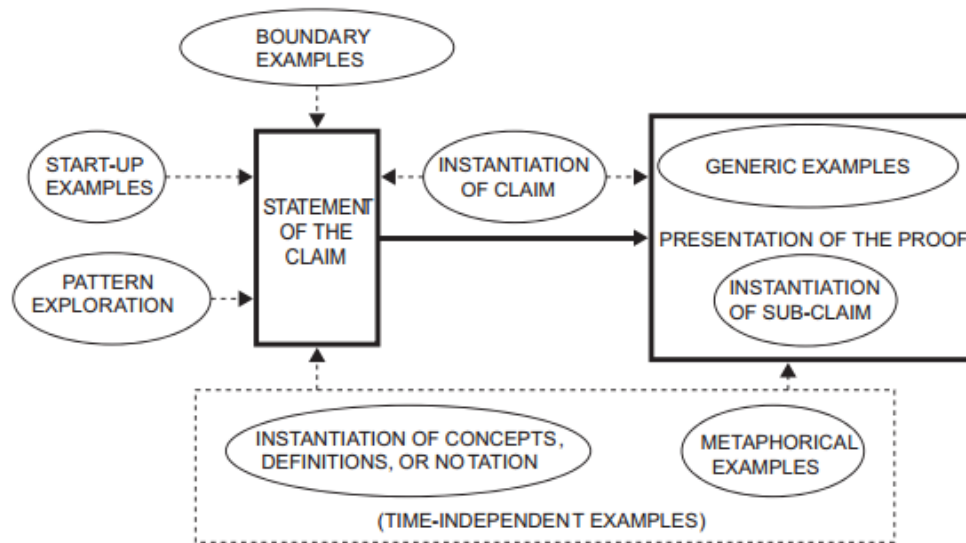 BOUNDARY
EXAMPLES
START-UP
EXAMPLES
PATTERN
EXPLORATION
STATEMENT
OF THE
CLAIM
INSTANTIATION
OF CLAIM
GENERIC EXAMPLES
PRESENTATION OF THE PROOF
INSTANTIATION
OF SUB-CLAIM
INSTANTIATION OF CONCEPTS,
DEFINITIONS, OR NOTATION
METAPHORICAL
EXAMPLES
(TIME-INDEPENDENT EXAMPLES)